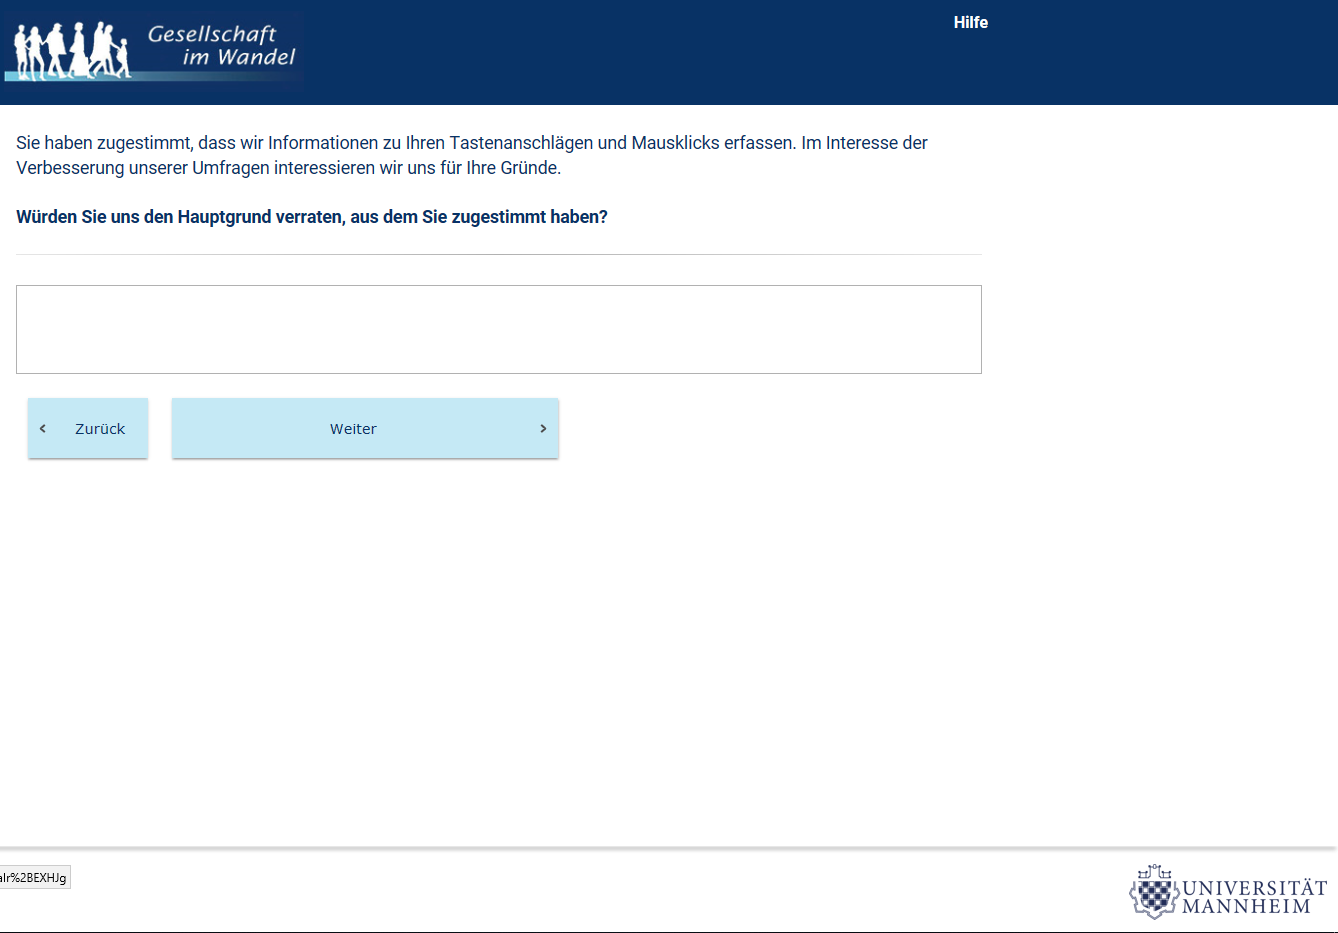 Gesellschaft
im Wandel
Hilfe
Sie haben zugestimmt, dass wir Informationen zu Ihren Tastenanschlägen und Mausklicks erfassen. Im Interesse der
Verbesserung unserer Umfragen interessieren wir uns für Ihre Gründe.
Würden Sie uns den Hauptgrund verraten, aus dem Sie zugestimmt haben?
Zurück
Weiter
UNIVERSITÄT
MANNHEIM